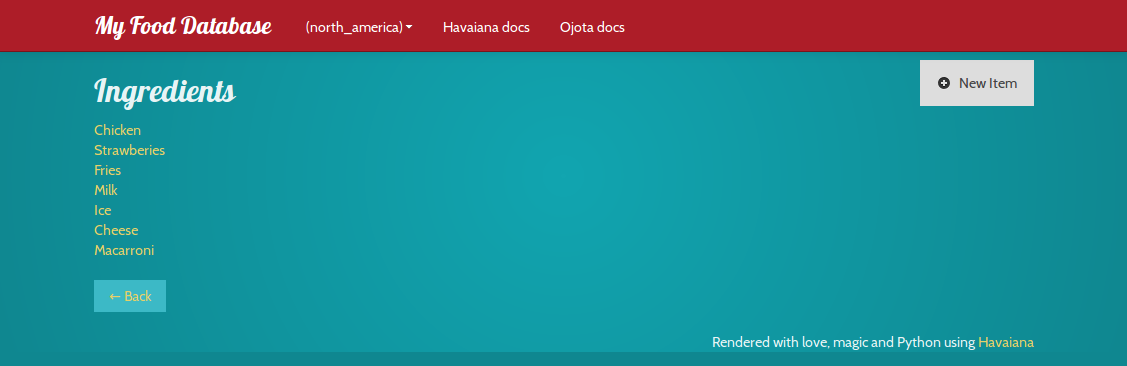 My Food Database (north_america) Havaiana docs Ojota docs
Ingredients
New Item
Chicken
Strawberies
Fries
Milk
Ice
Cheese
Macarroni
← Back
Rendered with love, magic and Python using Havaiana